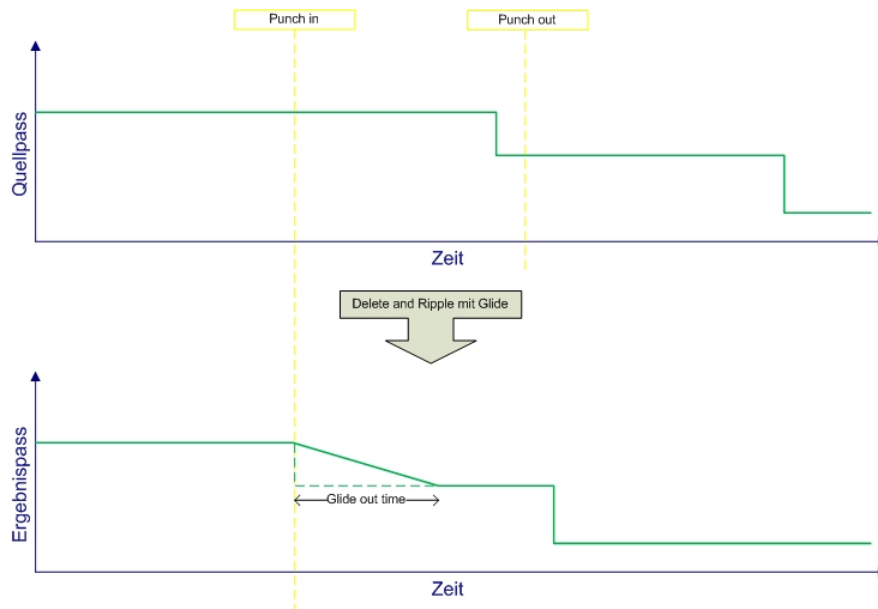 Punch in
Punch out
Quellpass
Zeit
Delete and Ripple mit Glide
Ergebnispass
Glide out time
Zeit